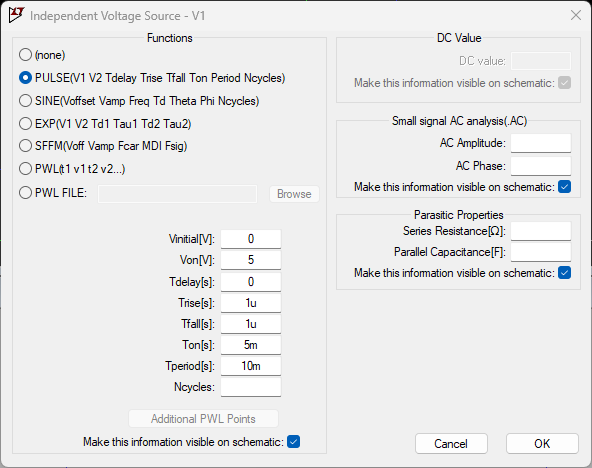 Independent Voltage Source - V1
Functions
(none)
PULSE(V1 V2 Tdelay Trise Tfall Ton Period Ncycles)
SINE(Voffset Vamp Freq Td Theta Phi Ncycles)
EXP(V1 V2 Td1 Tau1 Td2 Tau2)
SFFM(Voff Vamp Fcar MDI Fsig)
PWL(t1 v1 t2 v2...)
PWL FILE: Browse
Vinitial[V]: 0
Von[V]: 5
Tdelay[s]: 0
Trise[s]: 1u
Tfall[s]: 1u
Ton[s]: 5m
Tperiod[s]: 10m
Ncycles:
Additional PWL Points
Make this information visible on schematic:
DC Value
DC value:
Make this information visible on schematic:
Small signal AC analysis(.AC)
AC Amplitude:
AC Phase:
Make this information visible on schematic:
Parasitic Properties
Series Resistance[Ω]:
Parallel Capacitance[F]:
Make this information visible on schematic:
Cancel OK